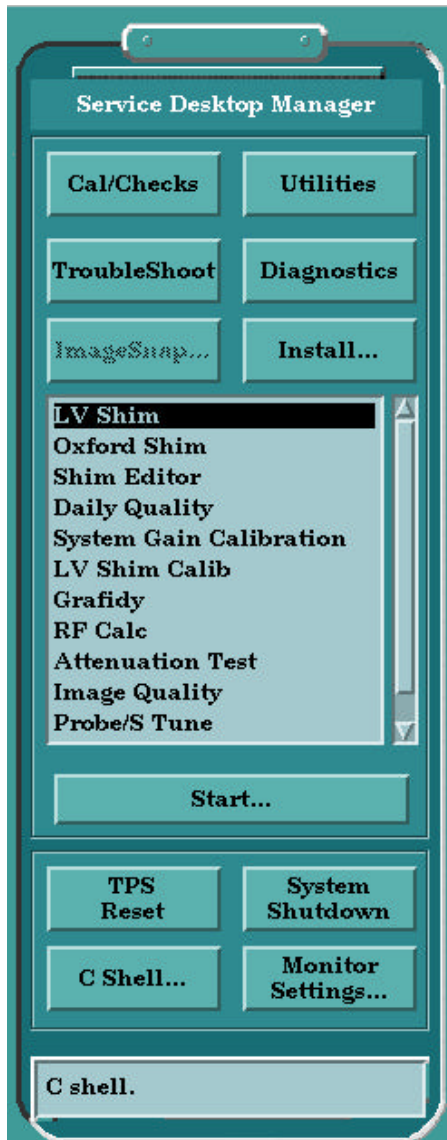 Service Desktop Manager
Cal/Checks
Utilities
TroubleShoot
Diagnostics
ImageSnap...
Install...
LV Shim
Oxford Shim
Shim Editor
Daily Quality
System Gain Calibration
LV Shim Calib
Grafidy
RF Calc
Attenuation Test
Image Quality
Probe/S Tune
Start...
TPS
Reset
System
Shutdown
C Shell...
Monitor
Settings...
C shell.